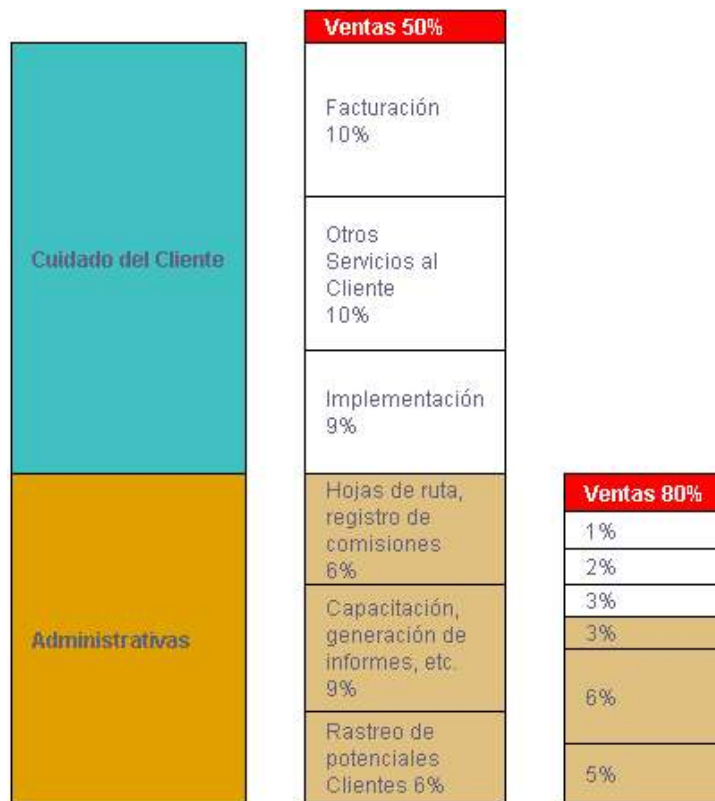 Ventas 50%
Facturación
10%
Otros
Servicios al
Cliente
10%
Cuidado del Cliente
Implementación
9%
Hojas de ruta,
registro de
comisiones
6%
Capacitación,
generación de
informes, etc.
9%
Administrativas
Rastreo de
potenciales
Clientes 6%
Ventas 80%
1%
2%
3%
3%
6%
5%